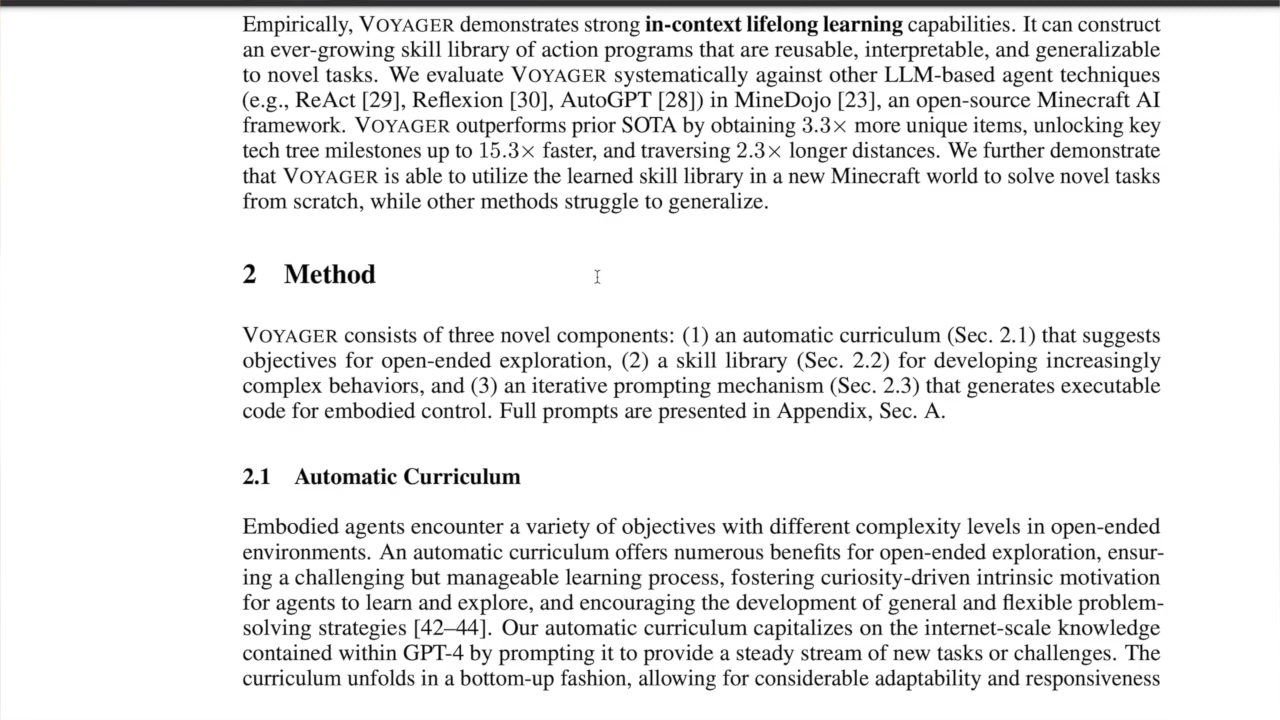 Empirically, VOYAGER demonstrates strong in-context lifelong learning capabilities. It can construct
an ever-growing skill library of action programs that are reusable, interpretable, and generalizable
to novel tasks. We evaluate VOYAGER systematically against other LLM-based agent techniques
(e.g., ReAct [29], Reflexion [30], AutoGPT [28]) in MineDojo [23], an open-source Minecraft AI
framework. VOYAGER outperforms prior SOTA by obtaining 3.3× more unique items, unlocking key
tech tree milestones up to 15.3× faster, and traversing 2.3× longer distances. We further demonstrate
that VOYAGER is able to utilize the learned skill library in a new Minecraft world to solve novel tasks
from scratch, while other methods struggle to generalize.
2 Method
VOYAGER consists of three novel components: (1) an automatic curriculum (Sec. 2.1) that suggests
objectives for open-ended exploration, (2) a skill library (Sec. 2.2) for developing increasingly
complex behaviors, and (3) an iterative prompting mechanism (Sec. 2.3) that generates executable
code for embodied control. Full prompts are presented in Appendix, Sec. A.
2.1 Automatic Curriculum
Embodied agents encounter a variety of objectives with different complexity levels in open-ended
environments. An automatic curriculum offers numerous benefits for open-ended exploration, ensur-
ing a challenging but manageable learning process, fostering curiosity-driven intrinsic motivation
for agents to learn and explore, and encouraging the development of general and flexible problem-
solving strategies [42–44]. Our automatic curriculum capitalizes on the internet-scale knowledge
contained within GPT-4 by prompting it to provide a steady stream of new tasks or challenges. The
curriculum unfolds in a bottom-up fashion, allowing for considerable adaptability and responsiveness